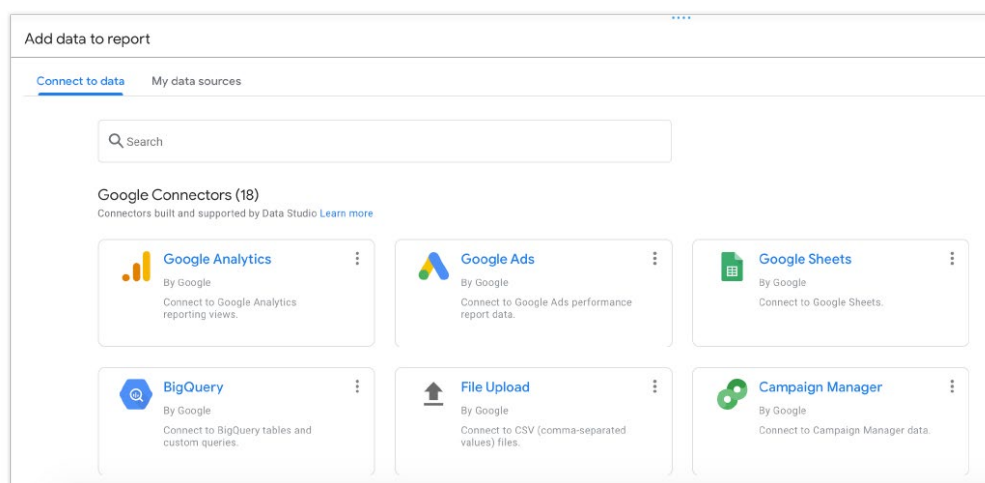 Add data to report
Connect to data My data sources
Search
Google Connectors (18)
Connectors built and supported by Data Studio Learn more
Google Analytics
By Google
Connect to Google Analytics
reporting views.
Google Ads
By Google
Connect to Google Ads performance
report data.
Google Sheets
By Google
Connect to Google Sheets.
BigQuery
By Google
Connect to BigQuery tables and
custom queries.
File Upload
By Google
Connect to CSV (comma-separated
values) files.
Campaign Manager
By Google
Connect to Campaign Manager data.